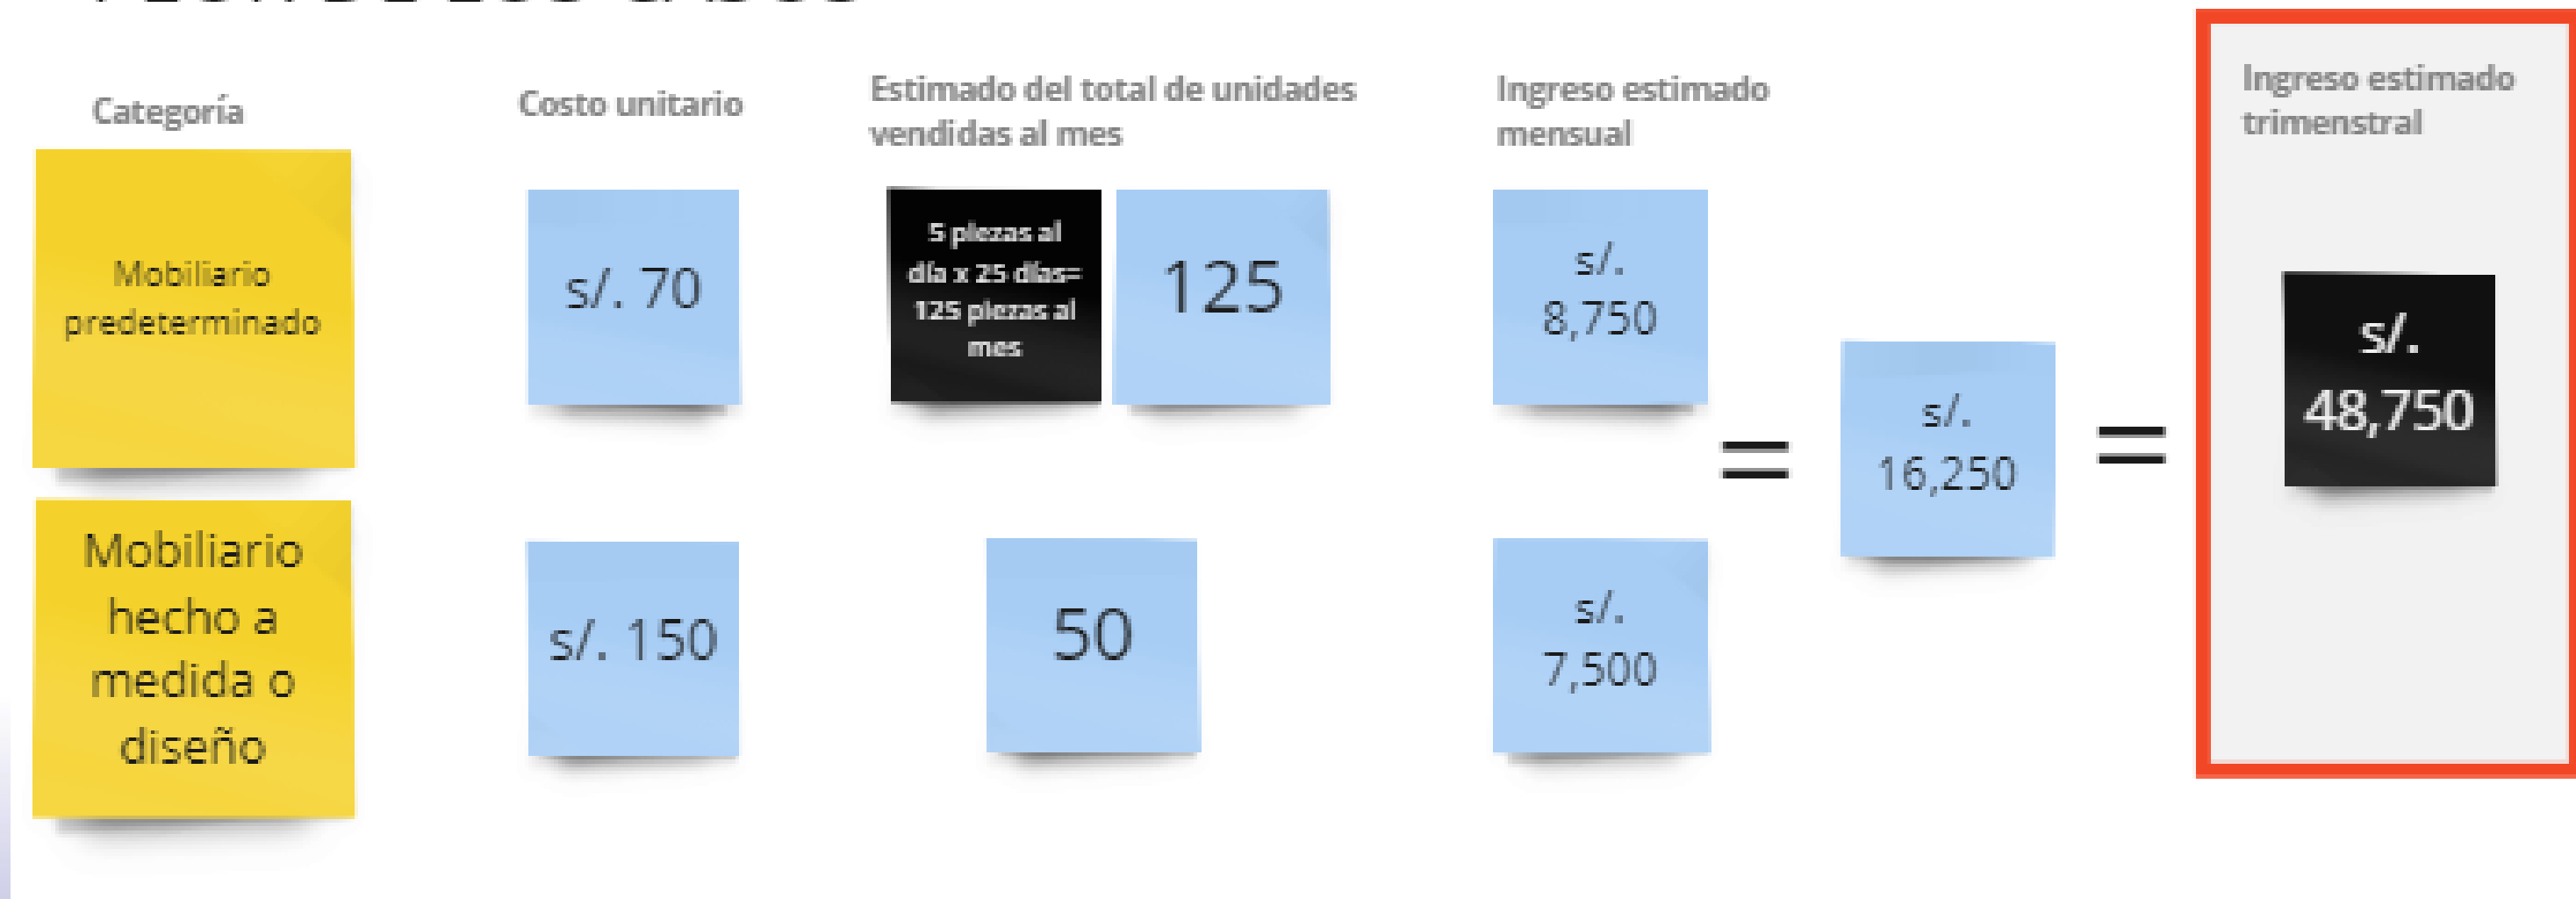 Categoría
Costo unitario
Estimado del total de unidades
vendidas al mes
Ingreso estimado
mensual
Ingreso estimado
trimenstral
Mobiliario
predeterminado
s/. 70
5 piezas al
día x 25 días=
125 piezas al
mes
125
s/.
8,750
=
s/.
16,250
=
s/.
48,750
Mobiliario
hecho a
medida o
diseño
s/. 150
50
s/.
7,500